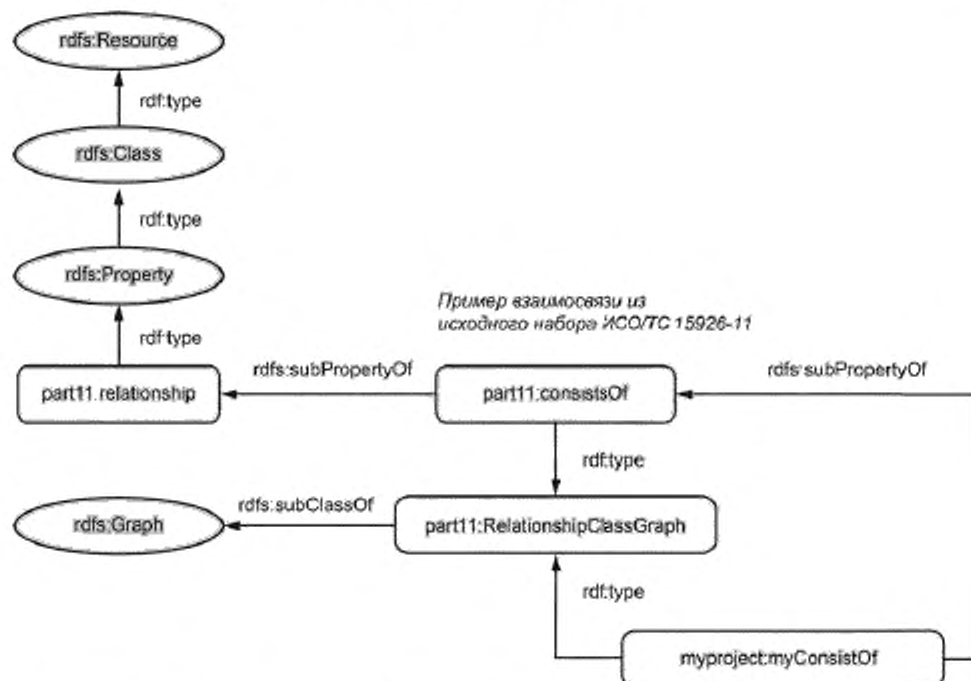 rdfs:Resource
rdf:type
rdfs:Class
rdf:type
rdfs:Property
Пример взаимосвязи из
исходного набора ИСО/ТС 15926-11
rdf:type
rdfs:subPropertyOf
rdfs:subPropertyOf
part11.relationship
part11:consistsOf
rdf:type
rdfs:subClassOf
rdfs:Graph
part11:RelationshipClassGraph
rdf:type
myproject:myConsistOf